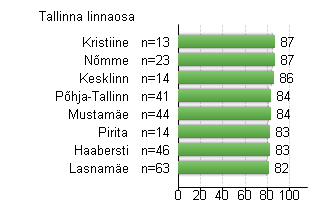 Tallinna linnaosa
Kristiine n=13 87
Nõmme n=23 87
Kesklinn n=14 86
Põhja-Tallinn n=41 84
Mustamäe n=44 84
Pirita n=14 83
Haabersti n=46 83
Lasnamäe n=63 82
0 20 40 60 80 100